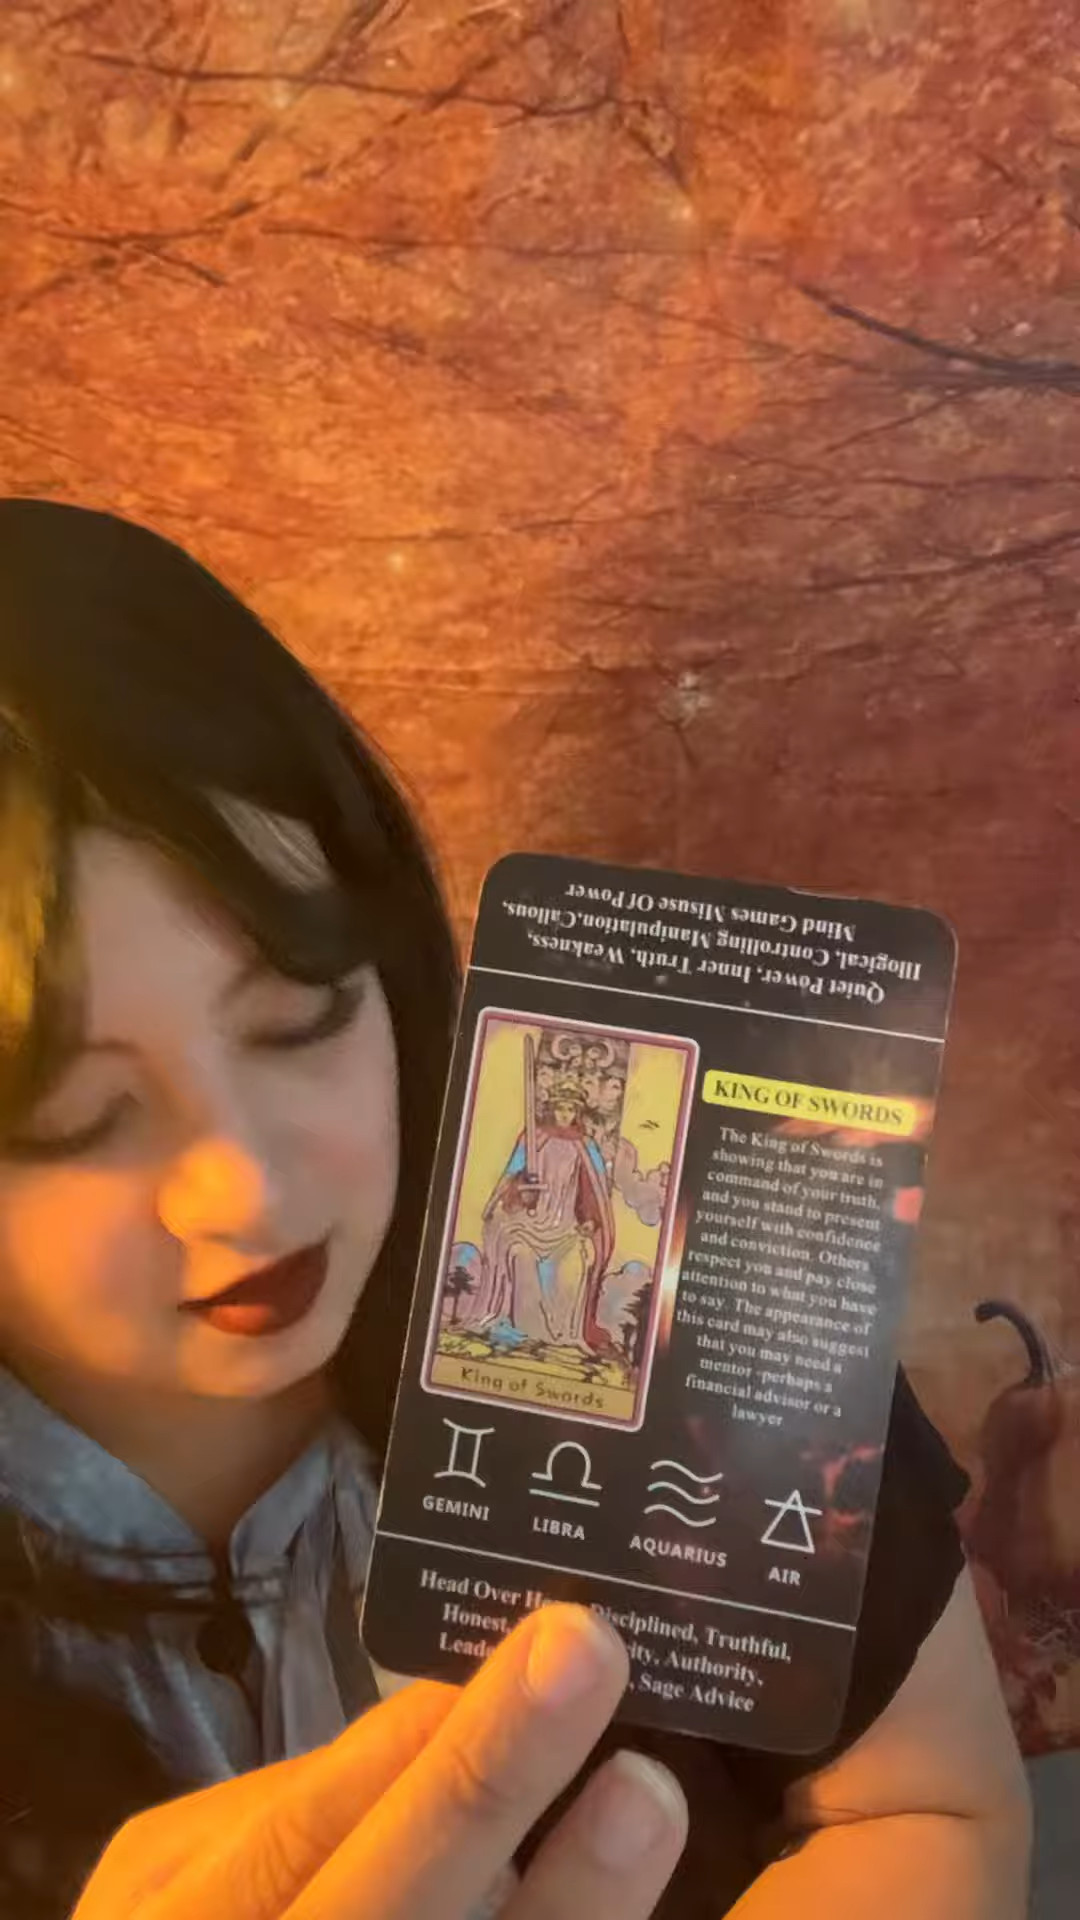 Quiet Power, Inner Truth, Weakness,
Illogical, Controlling Manipulation,Callous,
Mind Games Misuse Of Power
KING OF SWORDS
The King of Swords is
showing that you are in
command of your truth,
and you stand to present
yourself with confidence
and conviction. Others
respect you and pay close
attention to what you have
to say. The appearance of
this card may also suggest
that you may need a
mentor -perhaps a
financial advisor or a
lawyer
King of Swords
GEMINI
LIBRA
AQUARIUS
AIR
Head Over Disciplined, Truthful,
Honest, Authority,
Sage Advice